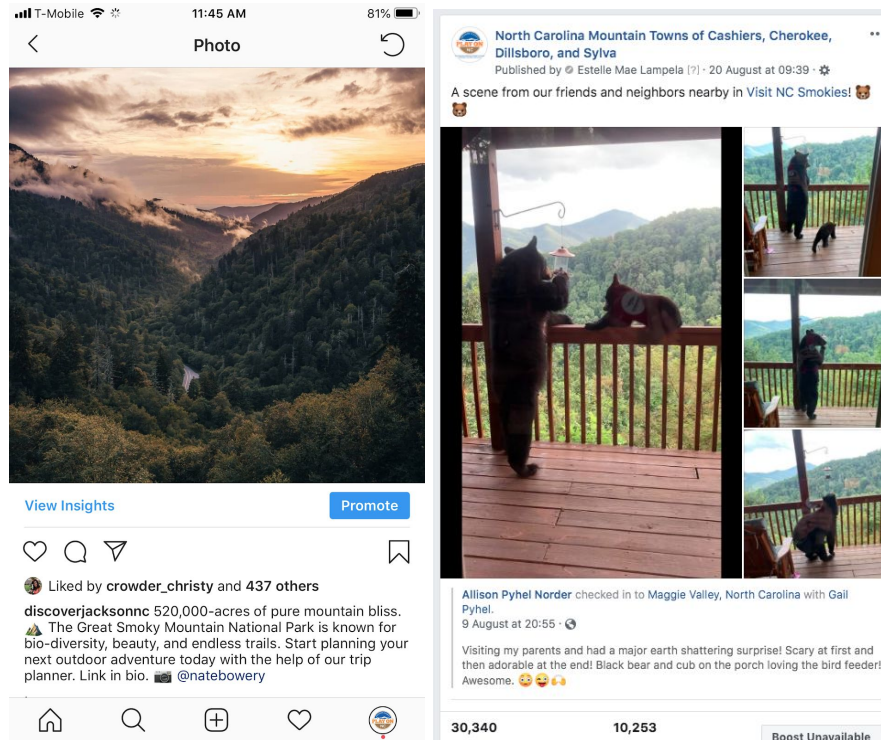 T-Mobile 11:45 AM 81%
Photo
View Insights
Promote
Liked by crowder_christy and 437 others
discoverjacksonnc 520,000-acres of pure mountain bliss.
The Great Smoky Mountain National Park is known for
bio-diversity, beauty, and endless trails. Start planning your
next outdoor adventure today with the help of our trip
planner. Link in bio. 📷 @natebowery
North Carolina Mountain Towns of Cashiers, Cherokee,
Dillsboro, and Sylva
Published by Estelle Mae Lampela [?] · 20 August at 09:39 ·
A scene from our friends and neighbors nearby in Visit NC Smokies! 🐻
🐻
Allison Pyhel Norder checked in to Maggie Valley, North Carolina with Gail
Pyhel.
9 August at 20:55 ·
Visiting my parents and had a major earth shattering surprise! Scary at first and
then adorable at the end! Black bear and cub on the porch loving the bird feeder!
Awesome. 😳😜🙌
30,340
10,253
Boost Unavailable